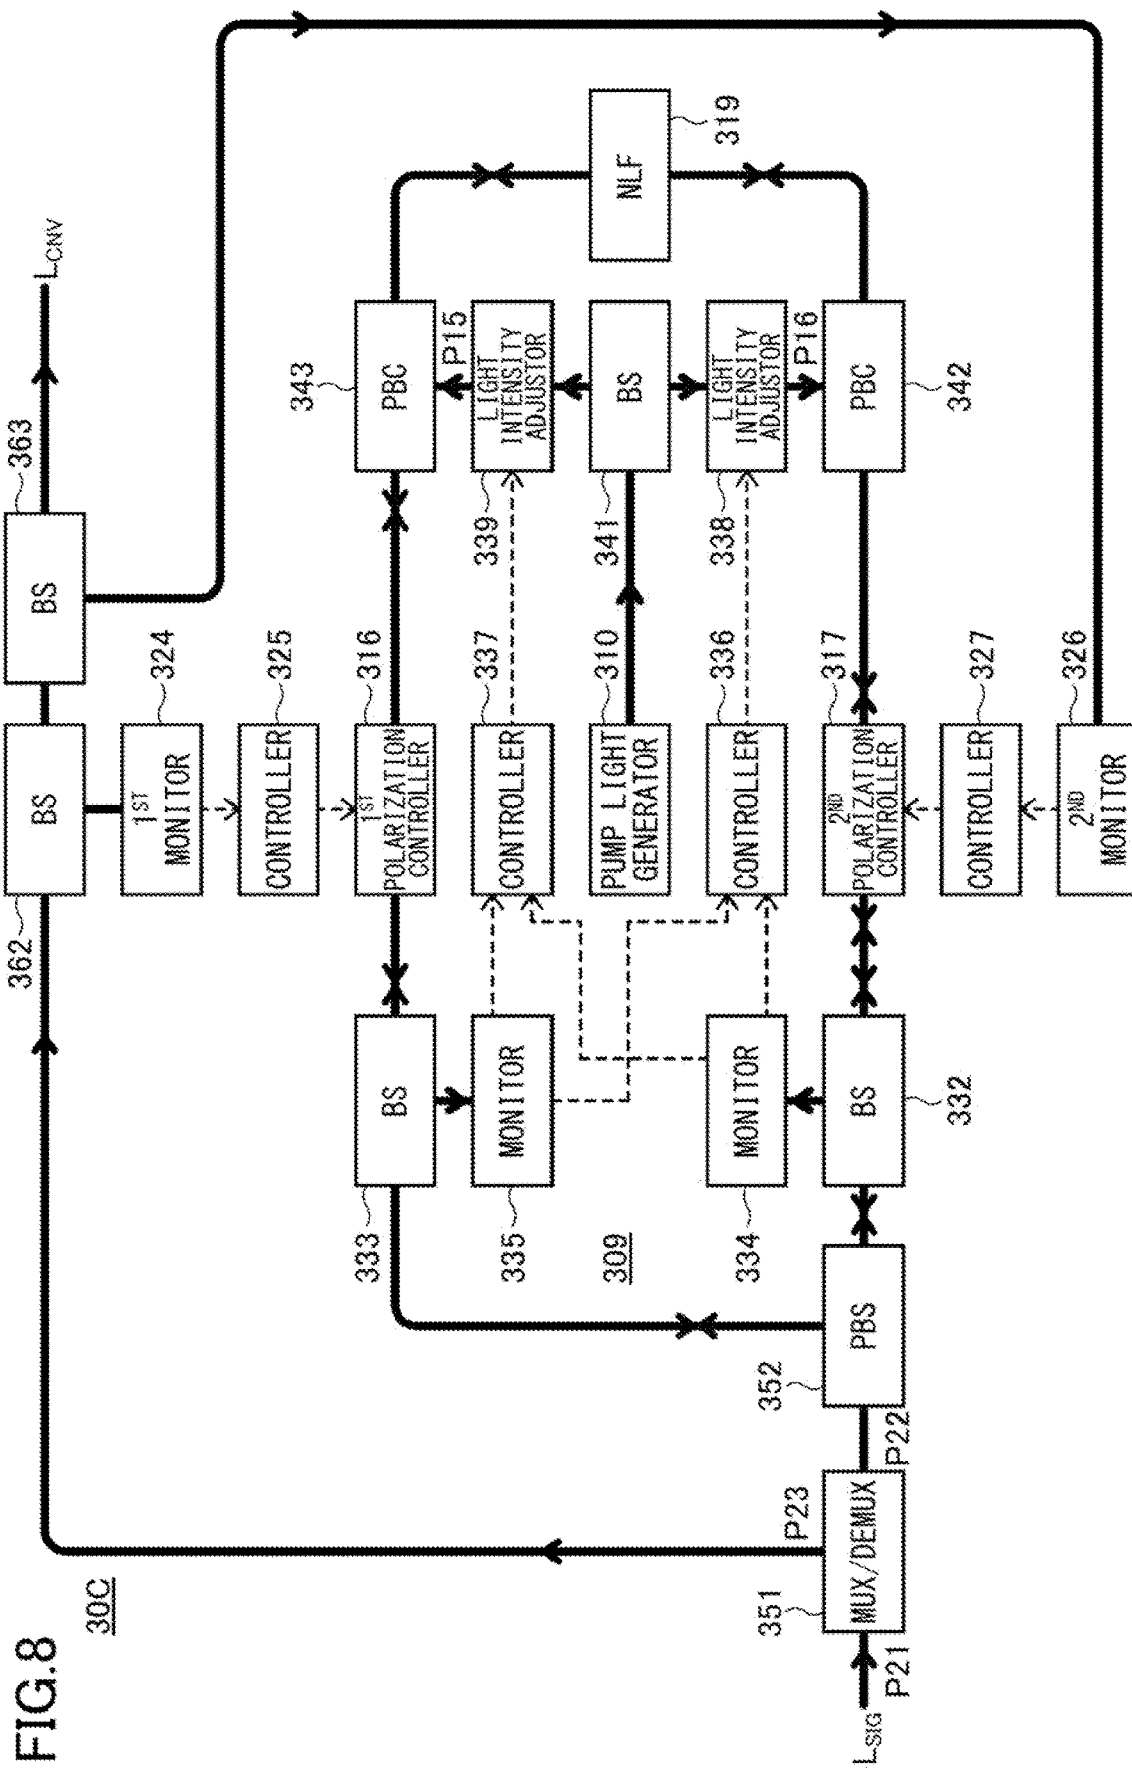 FIG.8
30C
L_CNV
363
BS
362
BS
324
1ST
MONITOR
325
CONTROLLER
316
1ST
POLARIZATION
CONTROLLER
343
PBC
P15
333
BS
337
CONTROLLER
339
LIGHT
INTENSITY
ADJUSTOR
335
MONITOR
319
NLF
309
310
PUMP LIGHT
GENERATOR
341
BS
334
MONITOR
336
CONTROLLER
338
LIGHT
INTENSITY
ADJUSTOR
P16
L_SIG
P21
351
MUX/DEMUX
P23
P22
352
PBS
332
BS
317
2ND
POLARIZATION
CONTROLLER
342
PBC
327
CONTROLLER
326
2ND
MONITOR